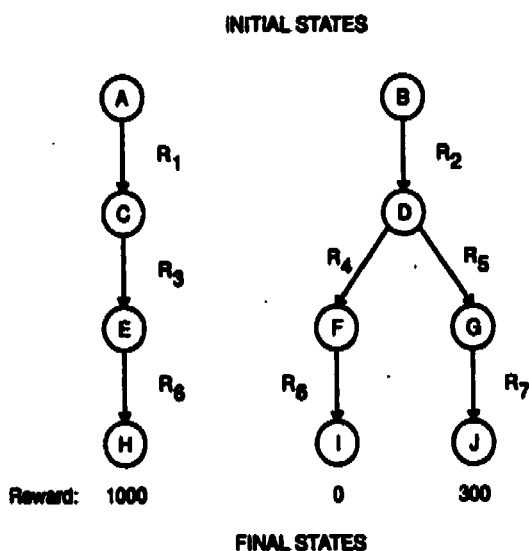 INITIAL STATES
A B
R1 R2
C D
R3 R4 R5
E F G
R6 R6 R7
H I J
Reward: 1000 0 300
FINAL STATES